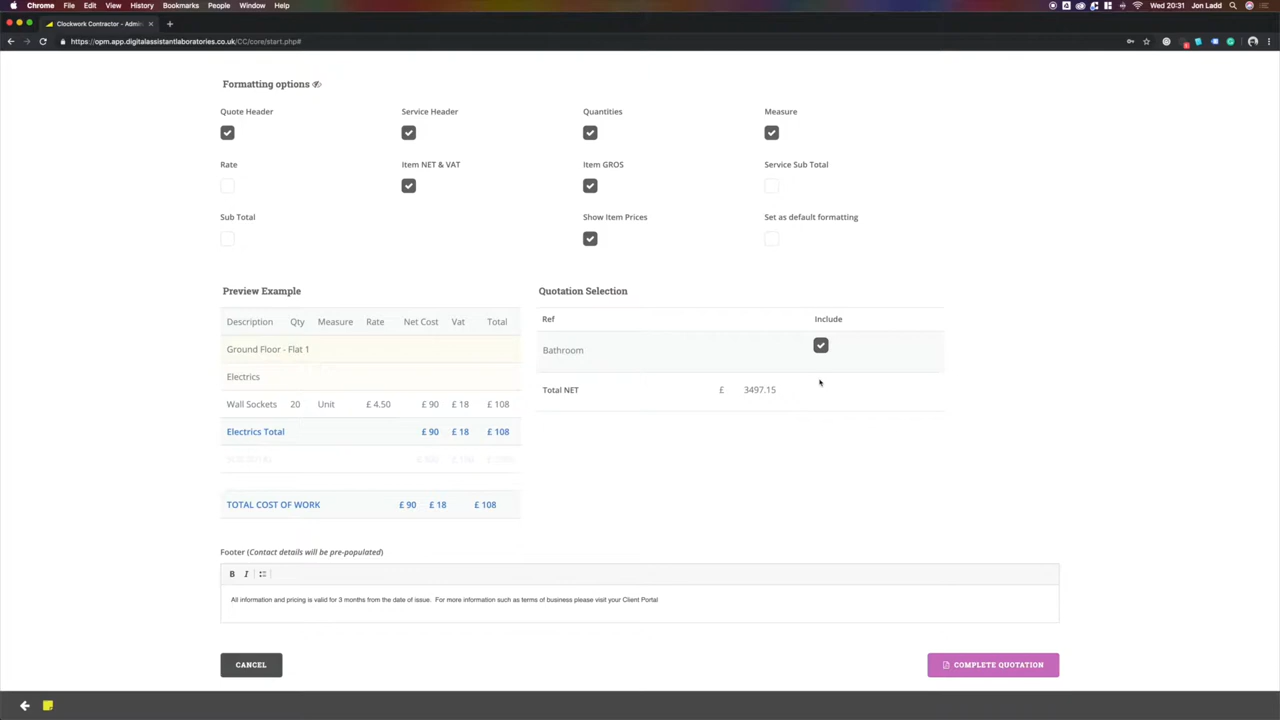 Chrome File Edit View History Bookmarks People Window Help Wed 20:31 Jon Ladd
Clockwork Contractor - Admin
https://opm.app.digitalassistantlaboratories.co.uk/CC/core/start.php#
Formatting options
Quote Header Service Header Quantities Measure
Rate Item NET & VAT Item GROS Service Sub Total
Sub Total Show Item Prices Set as default formatting
Preview Example Quotation Selection
Description Qty Measure Rate Net Cost Vat Total
Ref Include
Ground Floor - Flat 1
Bathroom
Electrics
Total NET £ 3497.15
Wall Sockets 20 Unit £ 4.50 £ 90 £ 18 £ 108
Electrics Total £ 90 £ 18 £ 108
TOTAL COST OF WORK £ 90 £ 18 £ 108
Footer (Contact details will be pre-populated)
B I
All information and pricing is valid for 3 months from the date of issue. For more information such as terms of business please visit your Client Portal
CANCEL COMPLETE QUOTATION